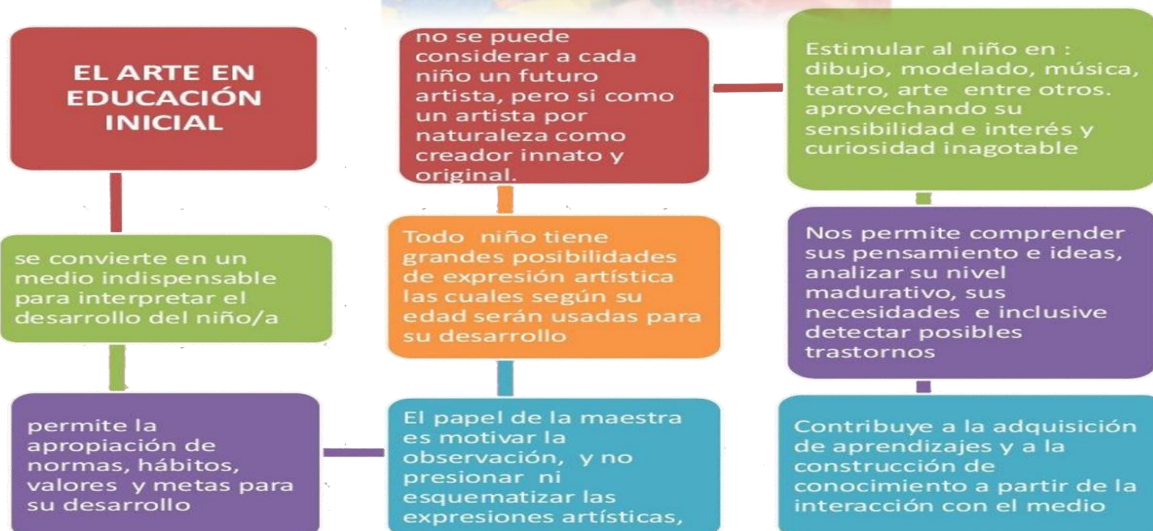 EL ARTE EN
EDUCACIÓN
INICIAL
se convierte en un
medio indispensable
para interpretar el
desarrollo del niño/a
permite la
apropiación de
normas, hábitos,
valores y metas para
su desarrollo
El papel de la maestra
es motivar la
observación, y no
presionar ni
esquematizar las
expresiones artísticas,
Todo niño tiene
grandes posibilidades
de expresión artística
las cuales según su
edad serán usadas para
su desarrollo
no se puede
considerar a cada
niño un futuro
artista, pero si como
un artista por
naturaleza como
creador innato y
original.
Estimular al niño en :
dibujo, modelado, música,
teatro, arte entre otros.
aprovechando su
sensibilidad e interés y
curiosidad inagotable
Nos permite comprender
sus pensamiento e ideas,
analizar su nivel
madurativo, sus
necesidades e inclusive
detectar posibles
trastornos
Contribuye a la adquisición
de aprendizajes y a la
construcción de
conocimiento a partir de la
interacción con el medio